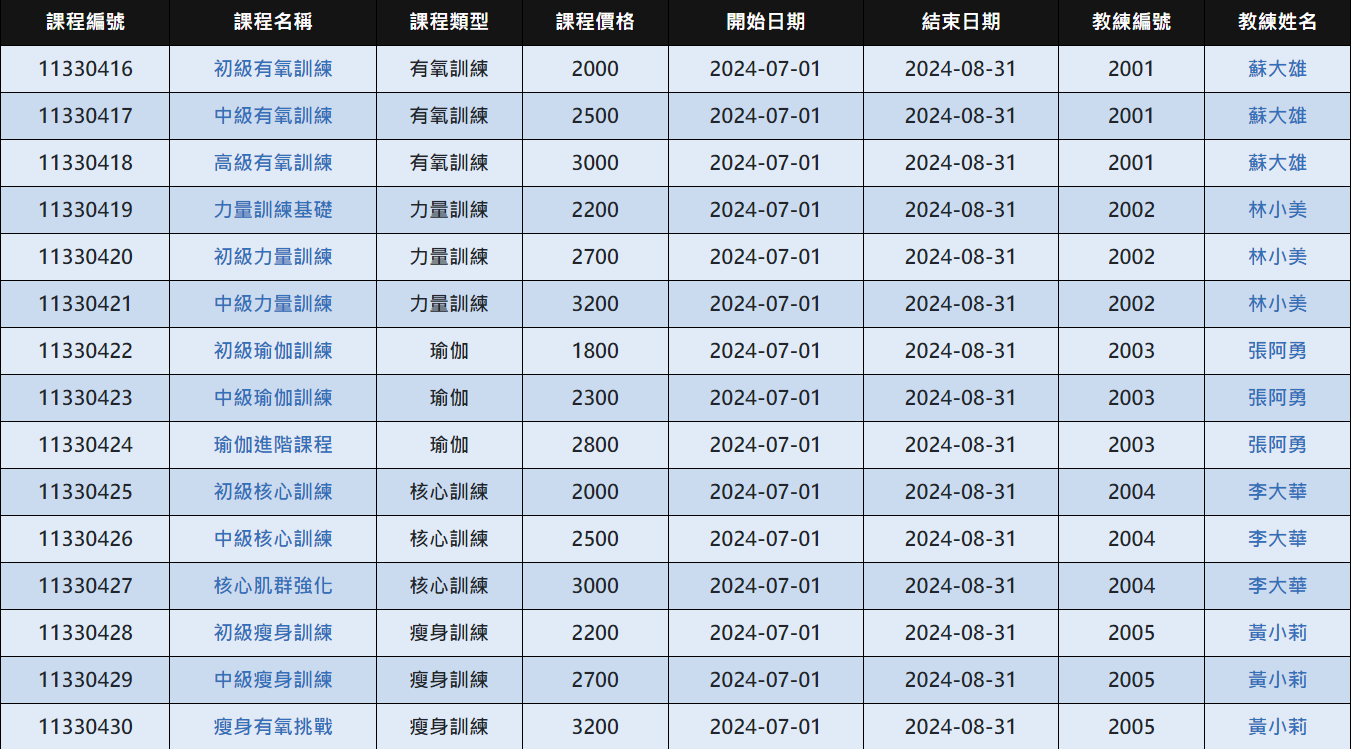 課程編號 課程名稱 課程類型 課程價格 開始日期 結束日期 教練編號 教練姓名
11330416 初級有氧訓練 有氧訓練 2000 2024-07-01 2024-08-31 2001 蘇大雄
11330417 中級有氧訓練 有氧訓練 2500 2024-07-01 2024-08-31 2001 蘇大雄
11330418 高級有氧訓練 有氧訓練 3000 2024-07-01 2024-08-31 2001 蘇大雄
11330419 力量訓練基礎 力量訓練 2200 2024-07-01 2024-08-31 2002 林小美
11330420 初級力量訓練 力量訓練 2700 2024-07-01 2024-08-31 2002 林小美
11330421 中級力量訓練 力量訓練 3200 2024-07-01 2024-08-31 2002 林小美
11330422 初級瑜伽訓練 瑜伽 1800 2024-07-01 2024-08-31 2003 張阿勇
11330423 中級瑜伽訓練 瑜伽 2300 2024-07-01 2024-08-31 2003 張阿勇
11330424 瑜伽進階課程 瑜伽 2800 2024-07-01 2024-08-31 2003 張阿勇
11330425 初級核心訓練 核心訓練 2000 2024-07-01 2024-08-31 2004 李大華
11330426 中級核心訓練 核心訓練 2500 2024-07-01 2024-08-31 2004 李大華
11330427 核心肌群強化 核心訓練 3000 2024-07-01 2024-08-31 2004 李大華
11330428 初級瘦身訓練 瘦身訓練 2200 2024-07-01 2024-08-31 2005 黃小莉
11330429 中級瘦身訓練 瘦身訓練 2700 2024-07-01 2024-08-31 2005 黃小莉
11330430 瘦身有氧挑戰 瘦身訓練 3200 2024-07-01 2024-08-31 2005 黃小莉